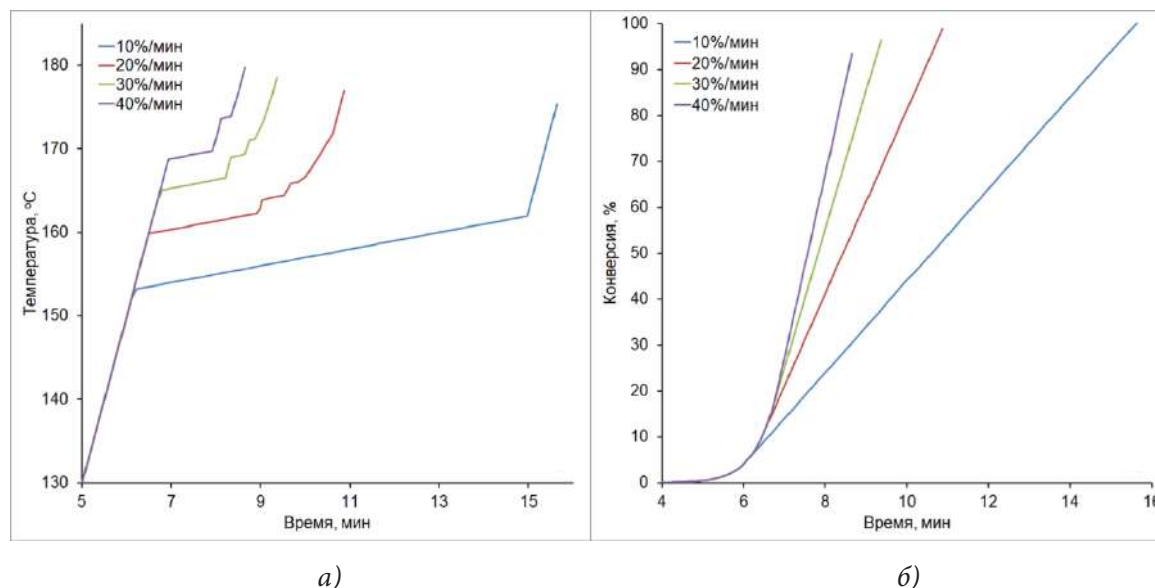 180
170
160
150
140
130
Температура, ºС
10%/мин
20%/мин
30%/мин
40%/мин
5
7
9
11
13
15
Время, мин
100
90
80
70
60
50
40
30
20
10
0
Конверсия, %
10%/мин
20%/мин
30%/мин
40%/мин
4
6
8
10
12
14
16
Время, мин
а)
б)